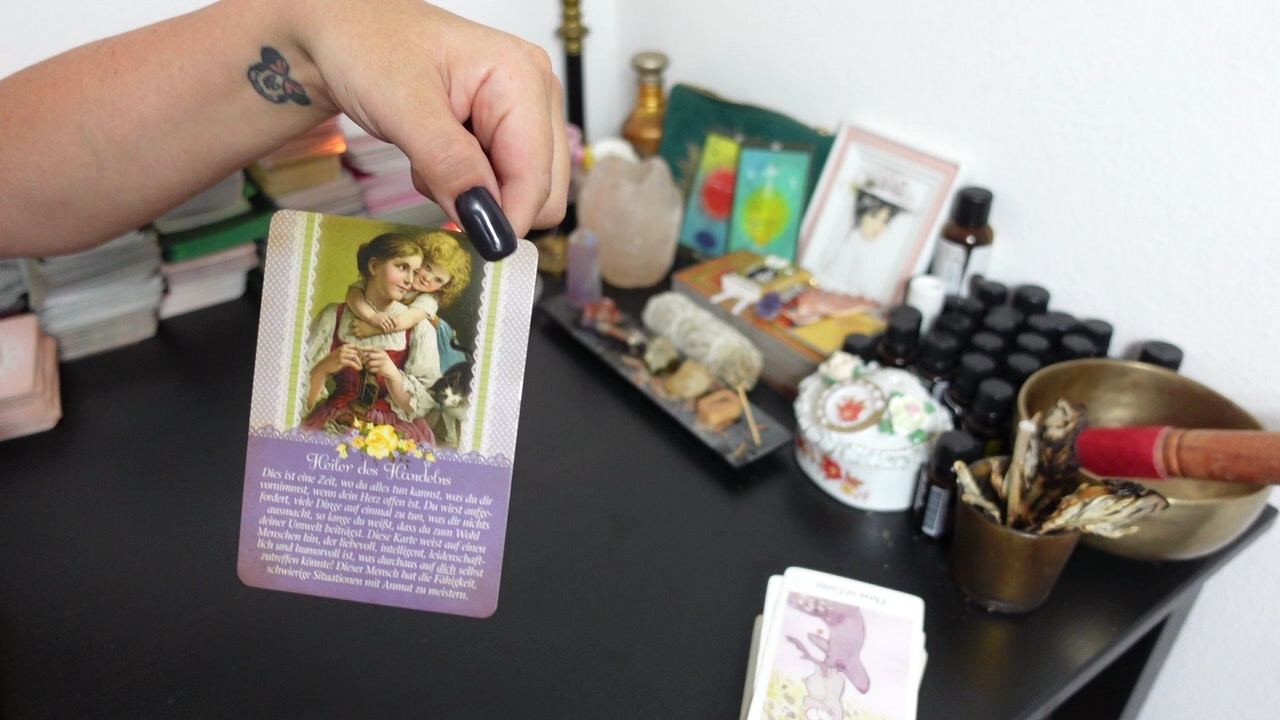 Heiler des Handelns
Dies ist eine Zeit, wo du alles tun kannst, was du dir
vornimmst, wenn dein Herz offen ist. Du wirst aufge-
fordert, viele Dinge auf einmal zu tun, was dir nichts
ausmacht, so lange du weißt, dass du zum Wohl
deiner Umwelt beiträgst. Diese Karte weist auf einen
Menschen hin, der liebevoll, intelligent, leidenschaft-
lich und humorvoll ist, was durchaus auf dich selbst
zutreffen könnte! Dieser Mensch hat die Fähigkeit,
schwierige Situationen mit Anmut zu meistern.